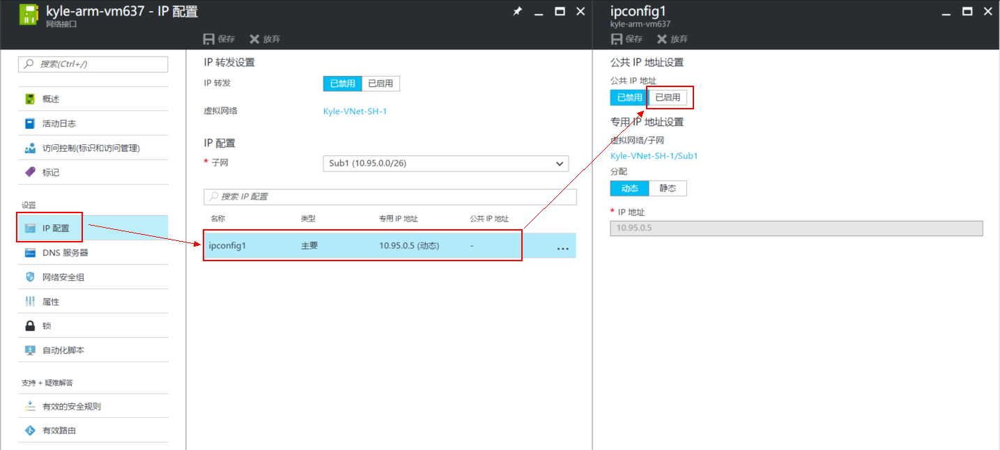 kyle-arm-vm637 - IP 配置
网络接口
保存 放弃
搜索(Ctrl+/)
概述
活动日志
访问控制(标识和访问管理)
标记
设置
IP 配置
DNS 服务器
网络安全组
属性
锁
自动化脚本
支持 + 疑难解答
有效的安全规则
有效路由
IP 转发设置
IP 转发 已禁用 已启用
虚拟网络 Kyle-VNet-SH-1
IP 配置
* 子网 Sub1 (10.95.0.0/26)
搜索 IP 配置
名称 类型 专用 IP 地址 公共 IP 地址
ipconfig1 主要 10.95.0.5 (动态) - ...
ipconfig1
kyle-arm-vm637
保存 放弃
公共 IP 地址设置
公共 IP 地址
已禁用 已启用
专用 IP 地址设置
虚拟网络/子网
Kyle-VNet-SH-1/Sub1
分配
动态 静态
* IP 地址
10.95.0.5